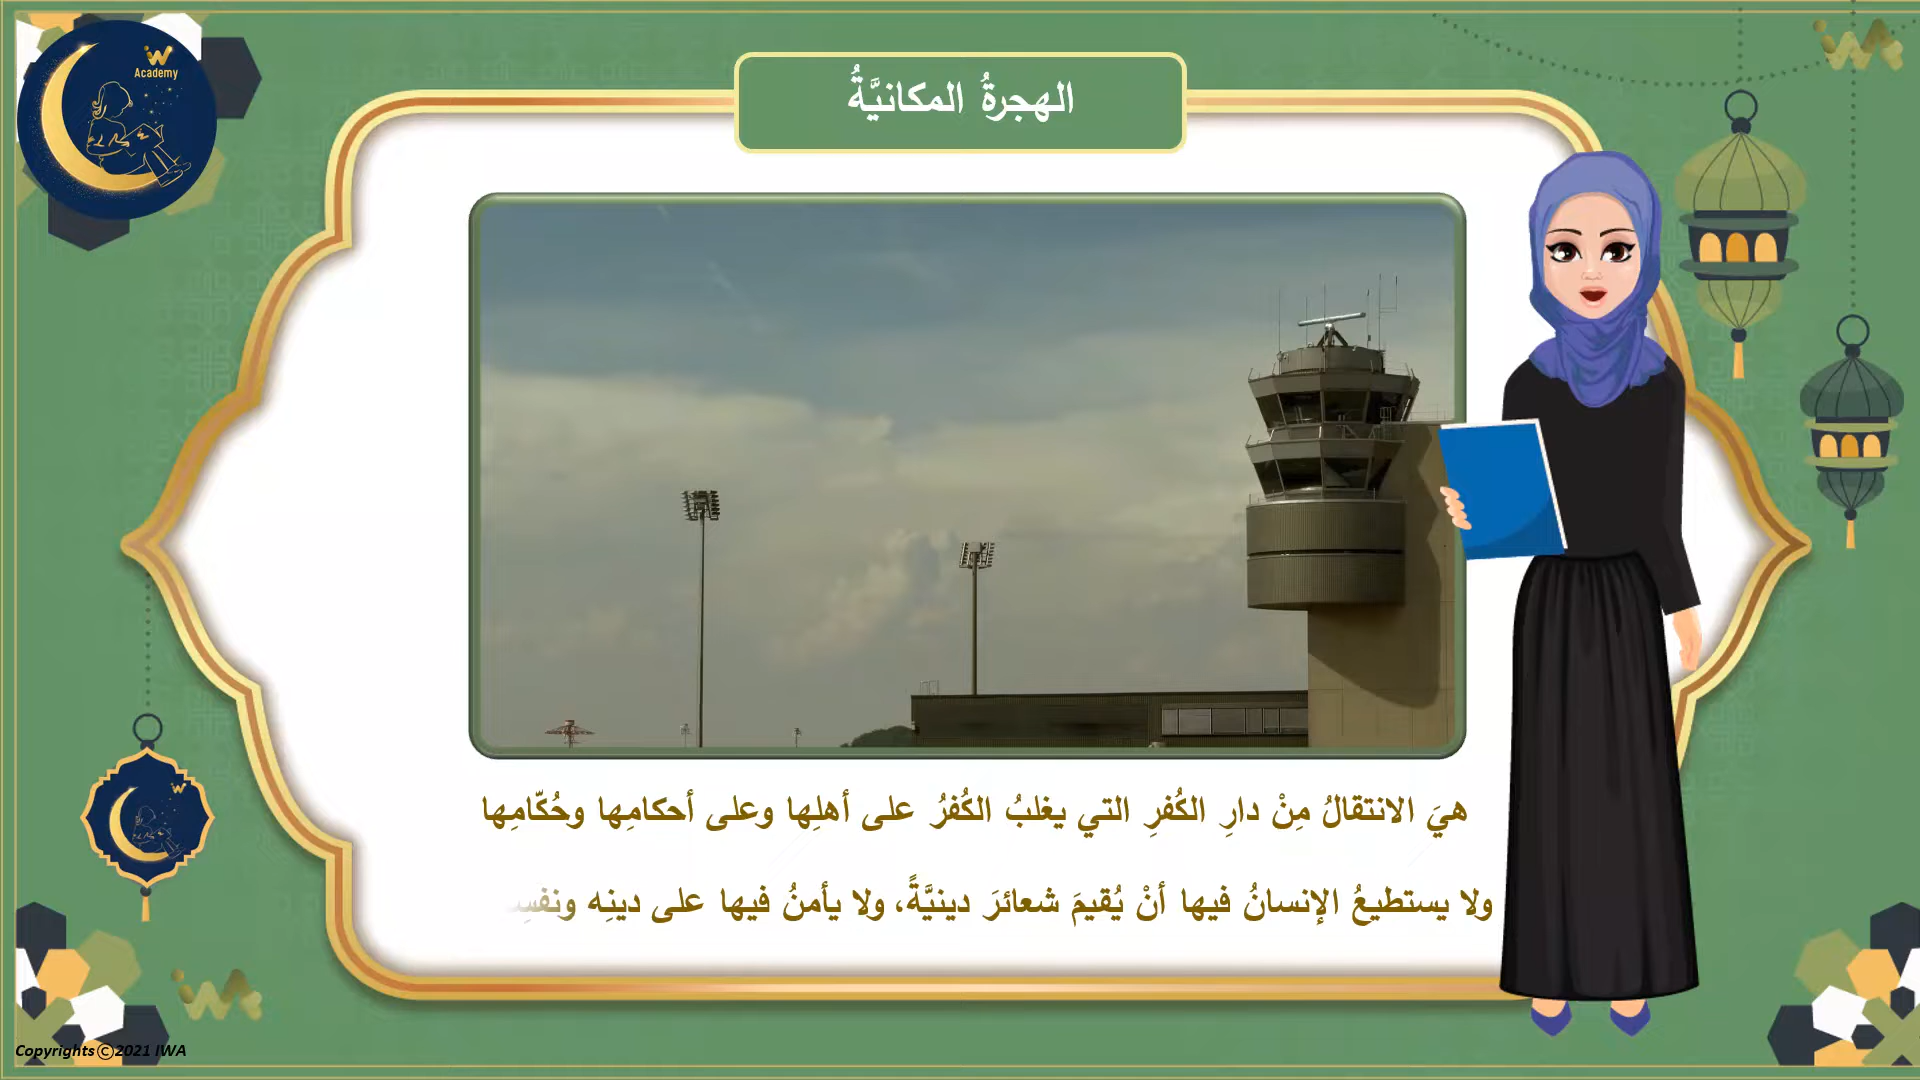 Academy
الهجرةُ المكانيَّةُ
هيَ الانتقالُ مِنْ دارِ الكُفرِ التي يغلبُ الكُفرُ على أهلِها وعلى أحكامِها وحُكّامِها
ولا يستطيعُ الإنسانُ فيها أنْ يُقيمَ شعائرَ دينيَّةً، ولا يأمنُ فيها على دينِه
Copyrights©2021 IWA